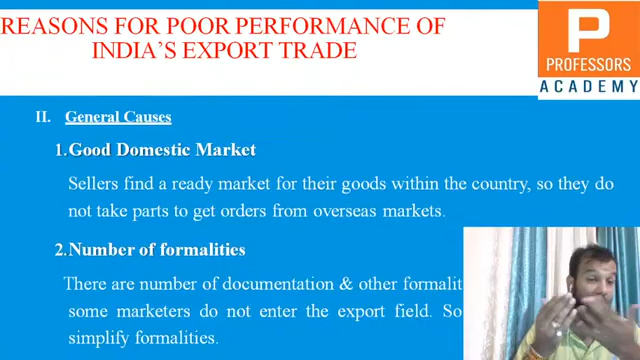 REASONS FOR POOR PERFORMANCE OF
INDIA'S EXPORT TRADE
P
PROFESSORS
ACADEMY
II. General Causes
1.Good Domestic Market
Sellers find a ready market for their goods within the country, so they do
not take parts to get orders from overseas markets.
2.Number of formalities
There are number of documentation & other formalit
some marketers do not enter the export field. So
simplify formalities.